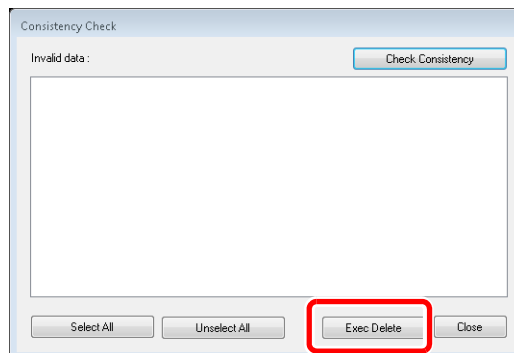 Consistency Check
Invalid data :
Check Consistency
Select All
Unselect All
Exec Delete
Close